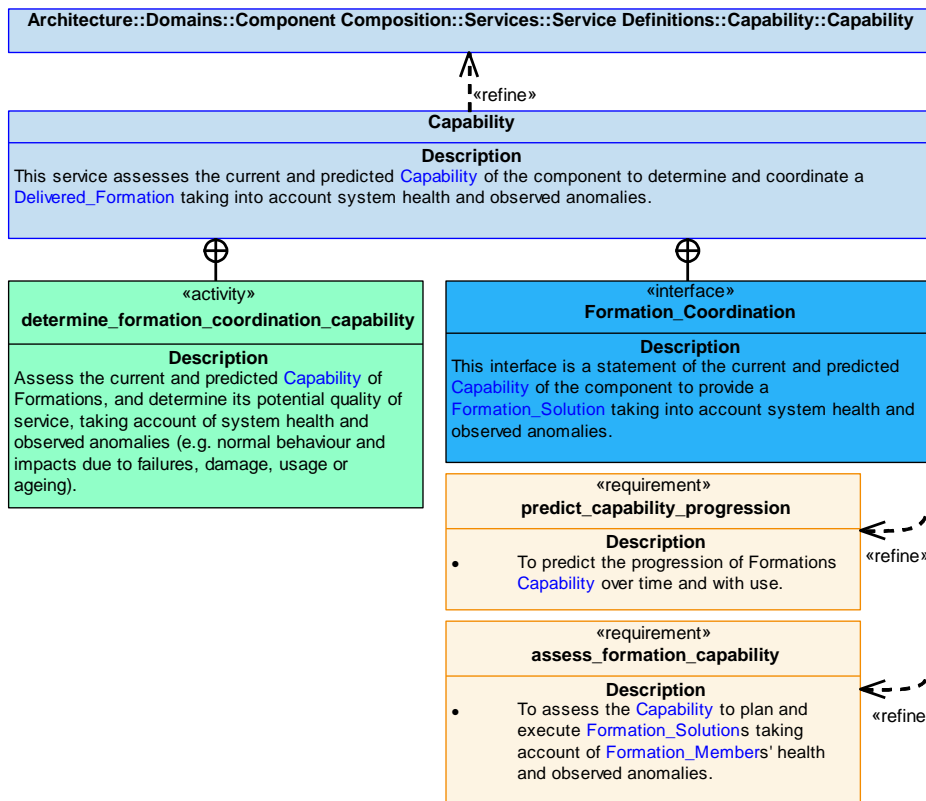 Architecture::Domains::Component Composition::Services::Service Definitions::Capability::Capability
«refine»
Capability
Description
This service assesses the current and predicted Capability of the component to determine and coordinate a
Delivered_Formation taking into account system health and observed anomalies.
«activity»
determine_formation_coordination_capability
Description
Assess the current and predicted Capability of
Formations, and determine its potential quality of
service, taking account of system health and
observed anomalies (e.g. normal behaviour and
impacts due to failures, damage, usage or
ageing).
«interface»
Formation_Coordination
Description
This interface is a statement of the current and predicted
Capability of the component to provide a
Formation_Solution taking into account system health and
observed anomalies.
«requirement»
predict_capability_progression
Description
• To predict the progression of Formations
Capability over time and with use.
«refine»
«requirement»
assess_formation_capability
Description
• To assess the Capability to plan and
execute Formation_Solutions taking
account of Formation_Members' health
and observed anomalies.
«refine